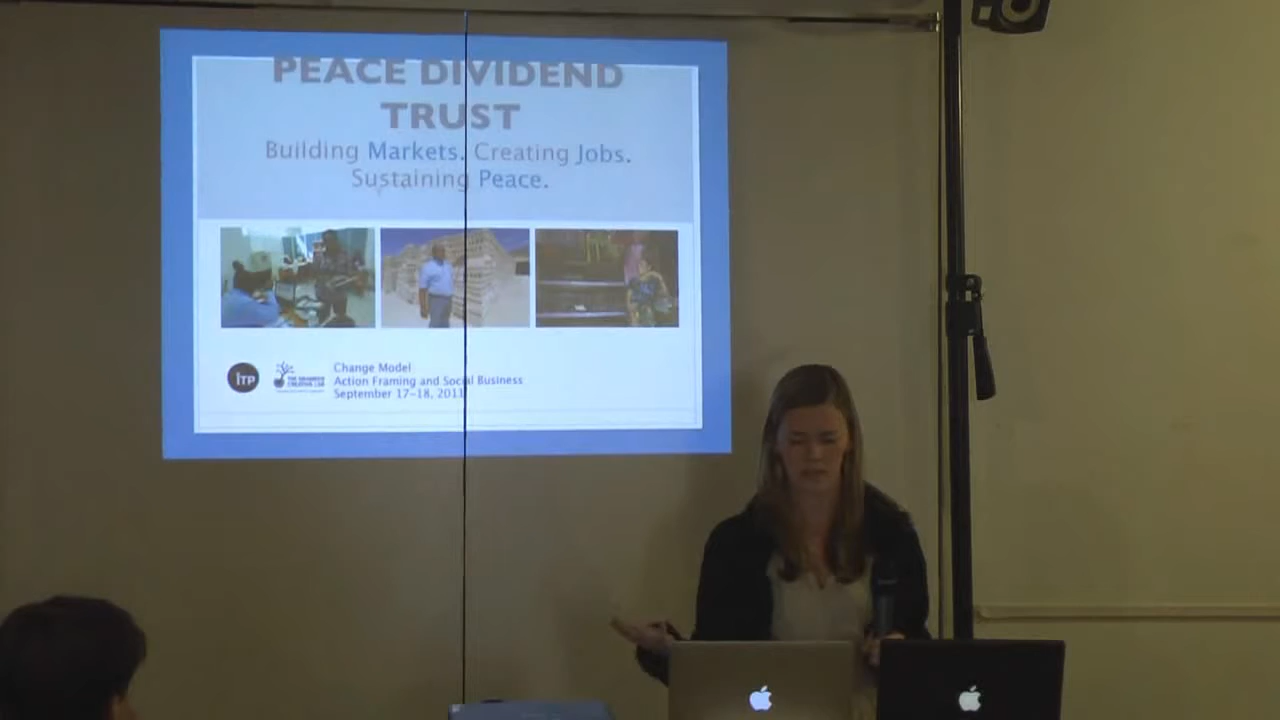 PEACE DIVIDEND
TRUST
Building Markets. Creating Jobs.
Sustaining Peace.
iTP
Change Model
Action Framing and Social Business
September 17-18, 2011